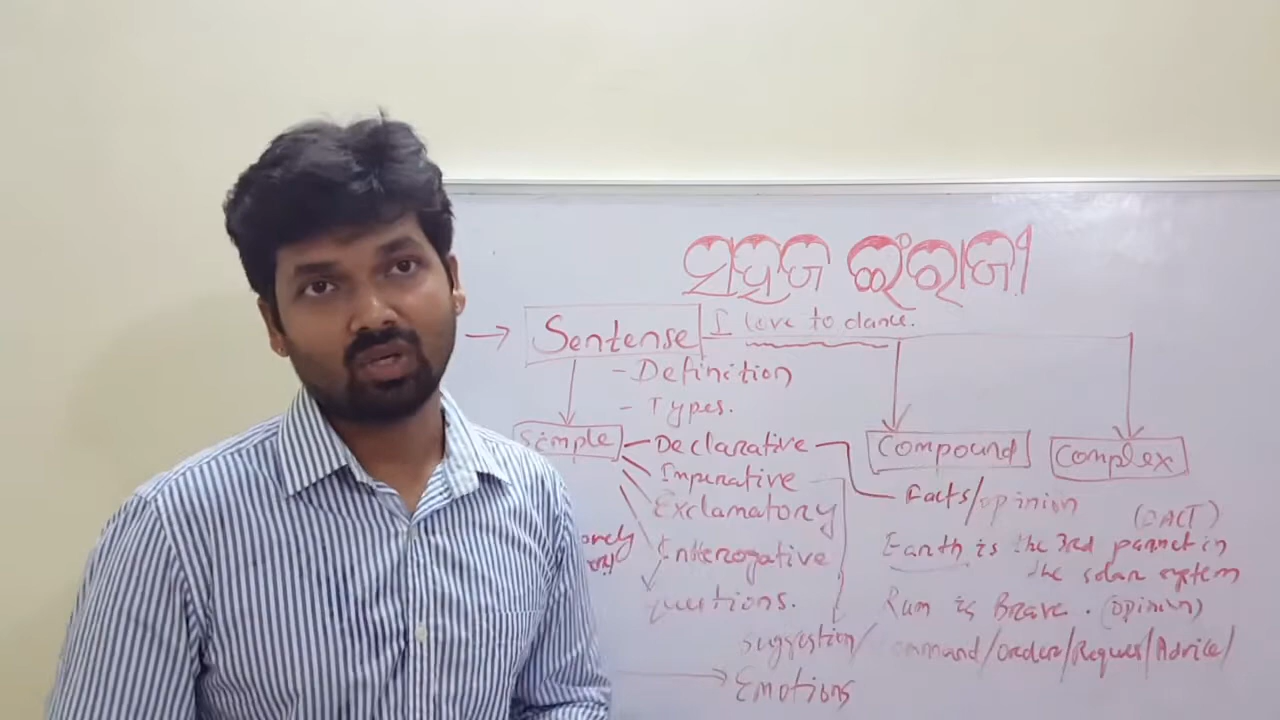 ସହଜ ଇଂରାଜୀ
Sentense I love to dance.
- Definition
- Types.
Simple Declarative Compound Complex
Imperative Facts/opinion
Exclamatory (FACT)
Interogative Earth is the 3rd pannet in
the solar system
questions. Ram is Brave. (opinion)
Suggestion/ command/order/Request/Advice/
Emotions